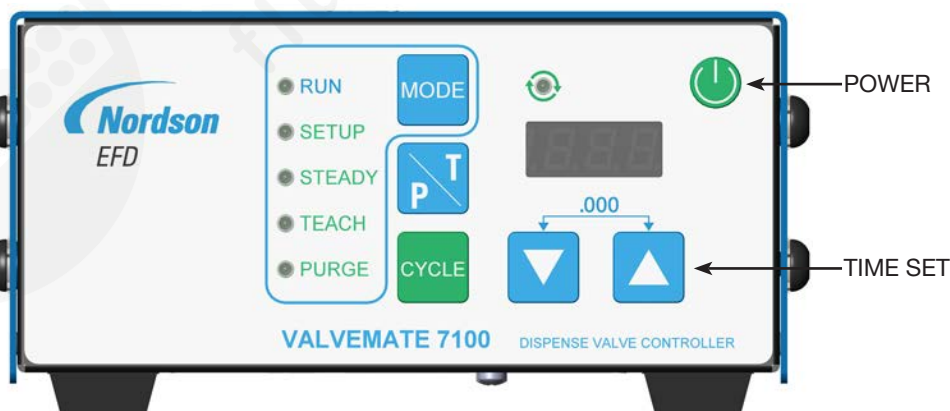 Nordson
EFD
RUN
SETUP
STEADY
TEACH
PURGE
MODE
P T
CYCLE
.000
POWER
TIME SET
VALVEMATE 7100
DISPENSE VALVE CONTROLLER